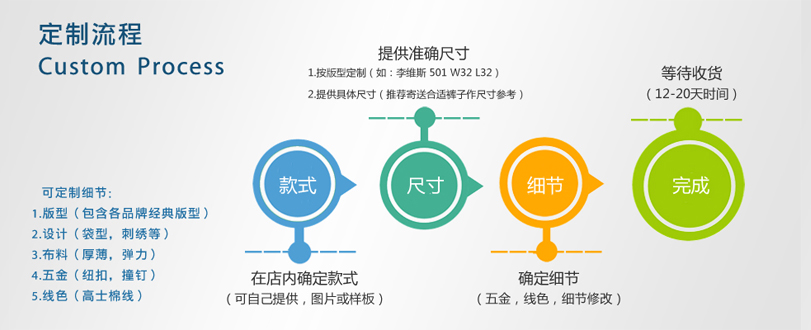 定制流程
Custom Process
提供准确尺寸
1.按版型定制（如：李维斯 501 W32 L32）
2.提供具体尺寸（推荐寄送合适裤子作尺寸参考）
等待收货
（12-20天时间）
款式
尺寸
细节
完成
可定制细节：
1.版型（包含各品牌经典版型）
2.设计（袋型，刺绣等）
3.布料（厚薄，弹力）
4.五金（纽扣，撞钉）
5.线色（高士棉线）
在店内确定款式
（可自己提供，图片或样板）
确定细节
（五金，线色，细节修改）